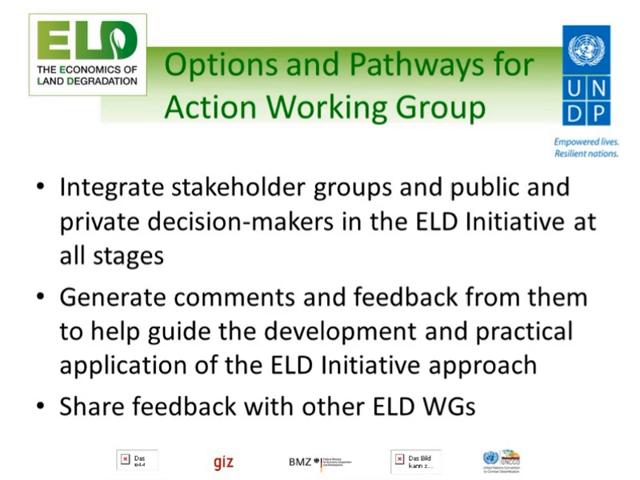 ELD
THE ECONOMICS OF
LAND DEGRADATION
Options and Pathways for
Action Working Group
U N
D P
Empowered lives.
Resilient nations.
• Integrate stakeholder groups and public and
private decision-makers in the ELD Initiative at
all stages
• Generate comments and feedback from them
to help guide the development and practical
application of the ELD Initiative approach
• Share feedback with other ELD WGs
Das
giz
BMZ
Das Bild
kann z...
UNCCD